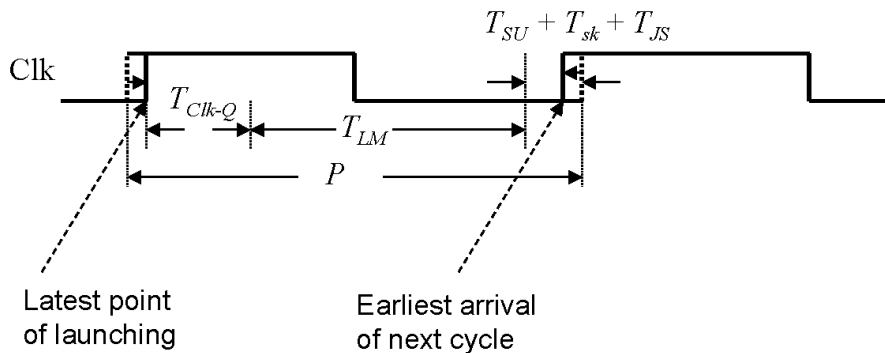 T_SU + T_sk + T_JS
Clk
T_Clk-Q
T_LM
P
Latest point
of launching
Earliest arrival
of next cycle